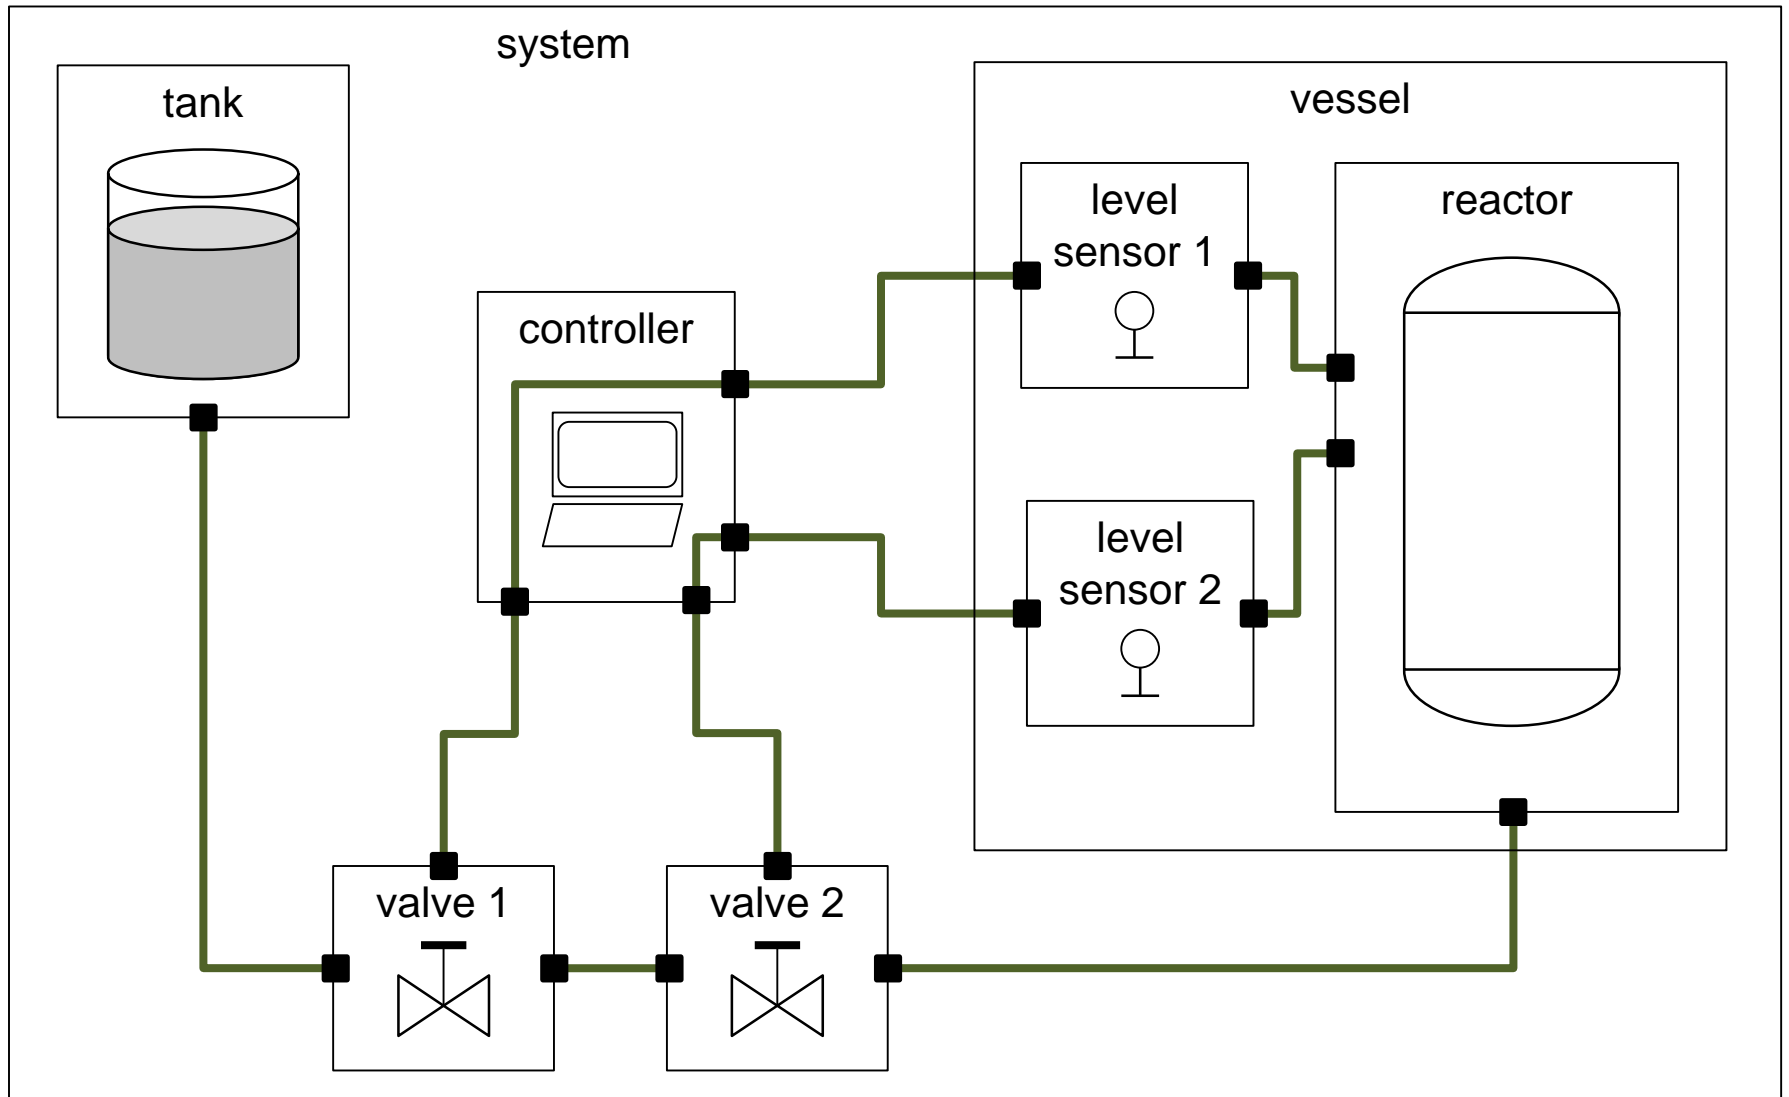 system
tank
vessel
level
sensor 1
reactor
controller
level
sensor 2
valve 1
valve 2